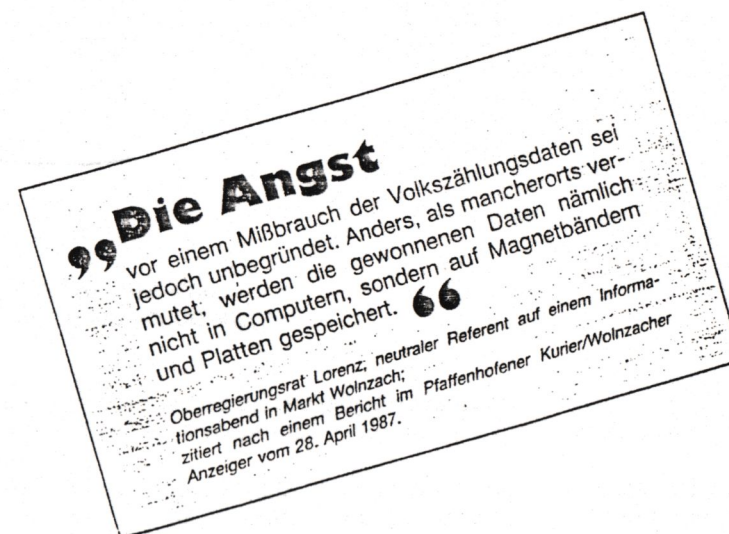 „Die Angst
vor einem Mißbrauch der Volkszählungsdaten sei
jedoch unbegründet. Anders, als mancherorts ver-
mutet, werden die gewonnenen Daten nämlich
nicht in Computern, sondern auf Magnetbändern
und Platten gespeichert. “
Oberregierungsrat Lorenz; neutraler Referent auf einem Informa-
tionsabend in Markt Wolnzach;
zitiert nach einem Bericht im Pfaffenhofener Kurier/Wolnzacher
Anzeiger vom 28. April 1987.